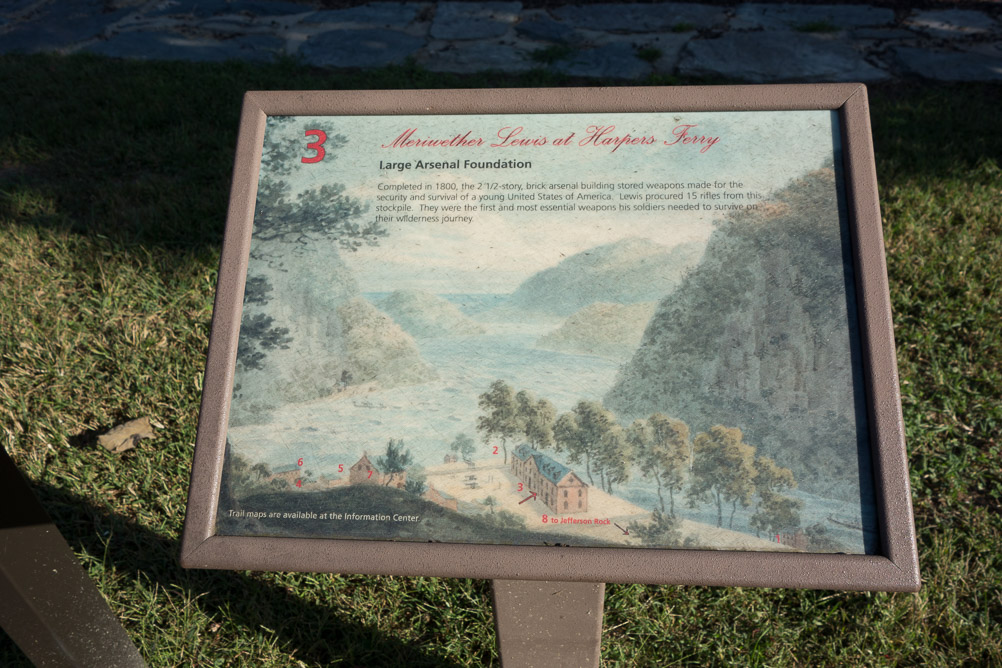 3
Meriwether Lewis at Harpers Ferry
Large Arsenal Foundation
Completed in 1800, the 2 1/2-story, brick arsenal building stored weapons made for the
security and survival of a young United States of America. Lewis procured 15 rifles from this
stockpile. They were the first and most essential weapons his soldiers needed to survive on
their wilderness journey.
2
6
5
7
4
3
8 to Jefferson Rock
1
Trail maps are available at the Information Center.